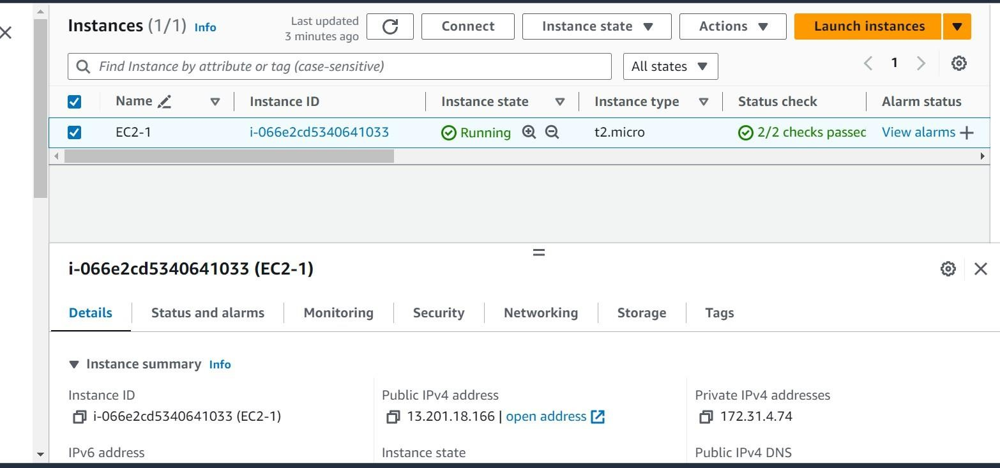 Instances (1/1) Info
Last updated
3 minutes ago
Connect
Instance state
Actions
Launch instances
Find Instance by attribute or tag (case-sensitive)
All states
1
Name Instance ID Instance state Instance type Status check Alarm status
EC2-1 i-066e2cd5340641033 Running t2.micro 2/2 checks passec View alarms
i-066e2cd5340641033 (EC2-1)
Details Status and alarms Monitoring Security Networking Storage Tags
Instance summary Info
Instance ID Public IPv4 address Private IPv4 addresses
i-066e2cd5340641033 (EC2-1) 13.201.18.166 | open address 172.31.4.74
IPv6 address Instance state Public IPv4 DNS